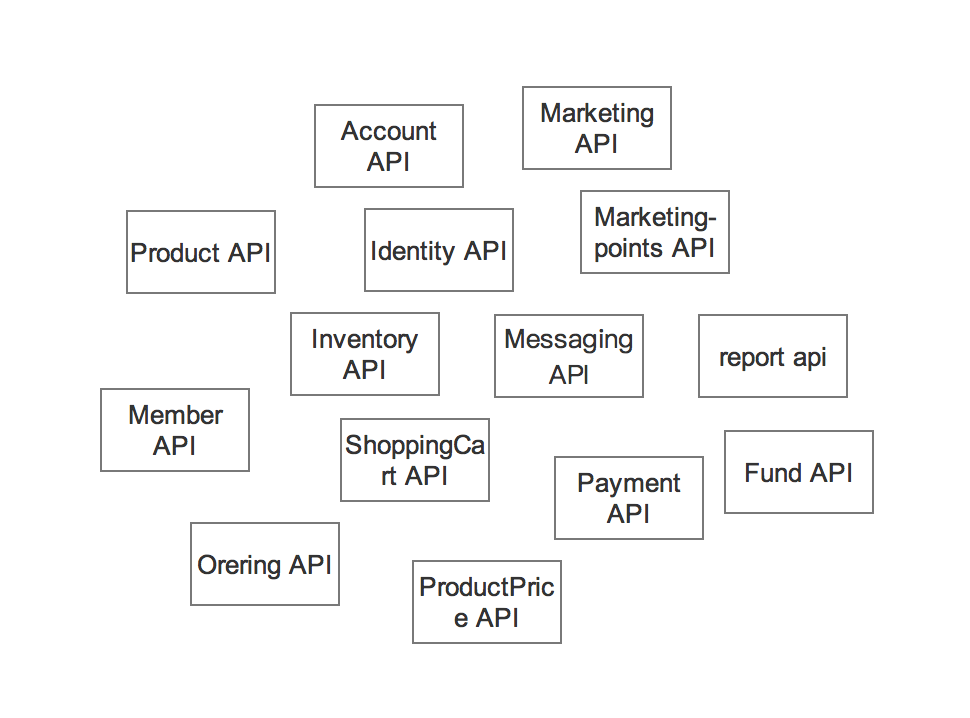 Marketing
API
Account
API
Marketing-
points API
Product API
Identity API
Inventory
API
Messaging
API
report api
Member
API
ShoppingCa
rt API
Fund API
Payment
API
Orering API
ProductPric
e API